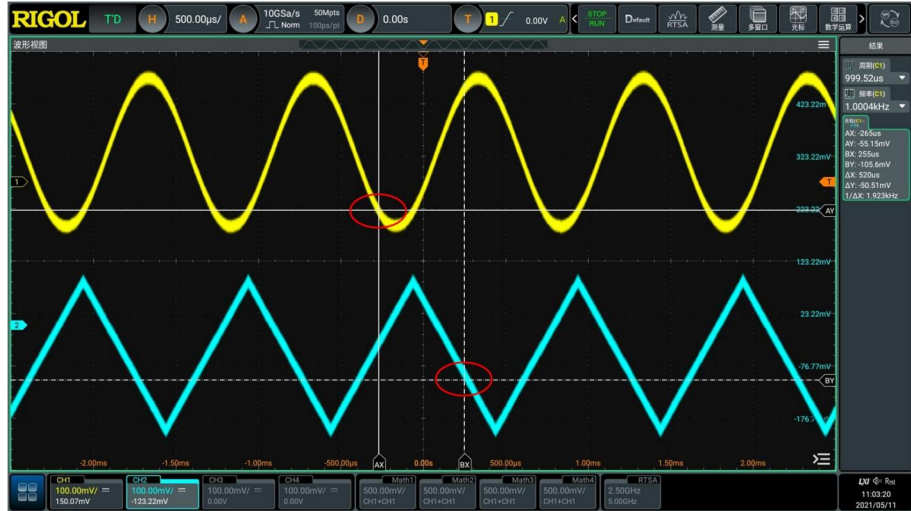 RIGOL T'D H 500.00µs/ A 10GSa/s 50Mpts Norm 100ps/pt D 0.00s T 1 0.00V A STOP RUN Default RTSA 测量 多窗口 光标 数学运算
波形视图
结果
周期(C1)
999.52us
频率(C1)
1.0004kHz
AX: -265us
AY: -55.15mV
BX: 255us
BY: -105.6mV
ΔX: 520us
ΔY: -50.51mV
1/ΔX: 1.923kHz
T
423.22m
323.22mV
1
T
223.22
AY
123.22mV
23.22mV
2
-76.77mV
BY
-2.00ms -1.50ms -1.00ms -500.00µs AX 0.00s BX 500.00µs 1.00ms 1.50ms 2.00ms
CH1 CH2 CH3 CH4 Math1 Math2 Math3 Math4 RTSA
100.00mV/ 100.00mV/ 100.00mV/ 100.00mV/ 500.00mV/ 500.00mV/ 500.00mV/ 500.00mV/ 2.50GHz
150.07mV -123.22mV 0.00V 0.00V CH1+CH1 CH1+CH1 CH1+CH1 CH1+CH1 5.00GHz
LXI Rmt
11:03:20
2021/05/11